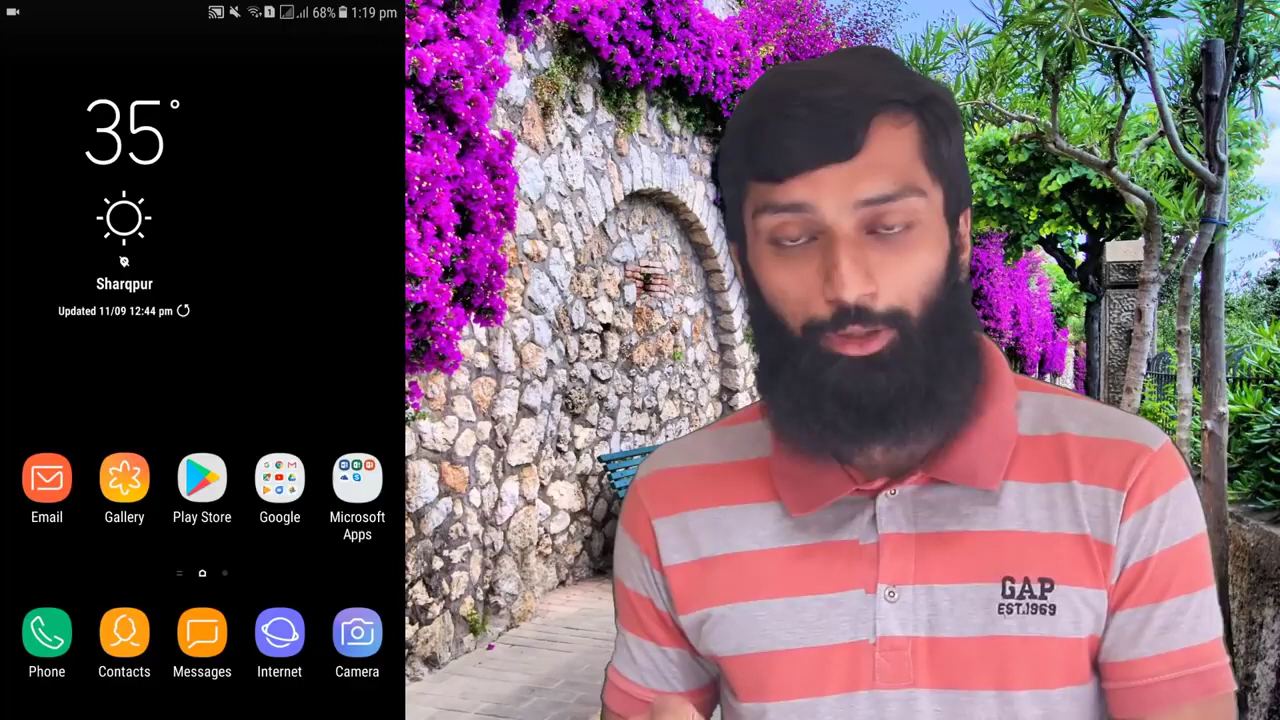 68% 1:19 pm
35°
Sharqpur
Updated 11/09 12:44 pm
Email
Gallery
Play Store
Google
Microsoft
Apps
Phone
Contacts
Messages
Internet
Camera
GAP
EST.1969